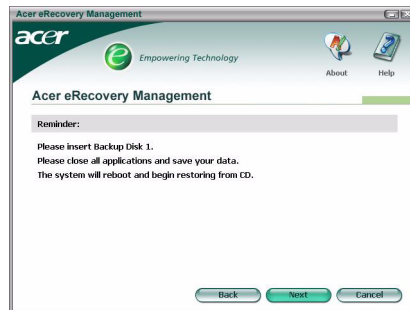 Acer eRecovery Management
acer
e
Empowering Technology
About
Help
Acer eRecovery Management
Reminder:
Please insert Backup Disk 1.
Please close all applications and save your data.
The system will reboot and begin restoring from CD.
Back
Next
Cancel